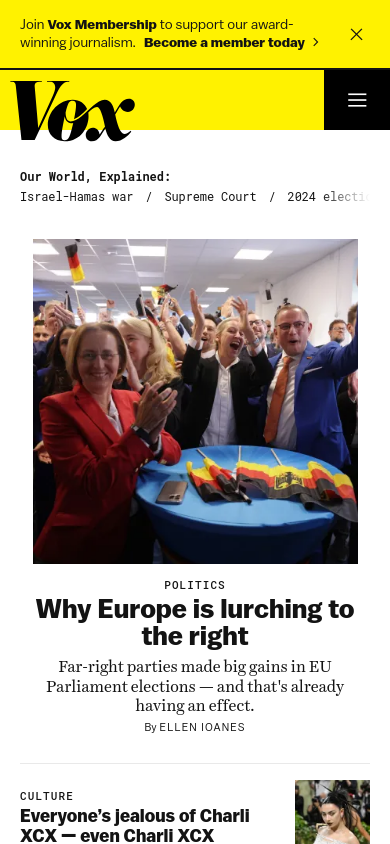 Join Vox Membership to support our award-
winning journalism. Become a member today
Vox
Our World, Explained:
Israel-Hamas war / Supreme Court / 2024 electi
POLITICS
Why Europe is lurching to
the right
Far-right parties made big gains in EU
Parliament elections — and that's already
having an effect.
By ELLEN IOANES
CULTURE
Everyone’s jealous of Charli
XCX — even Charli XCX